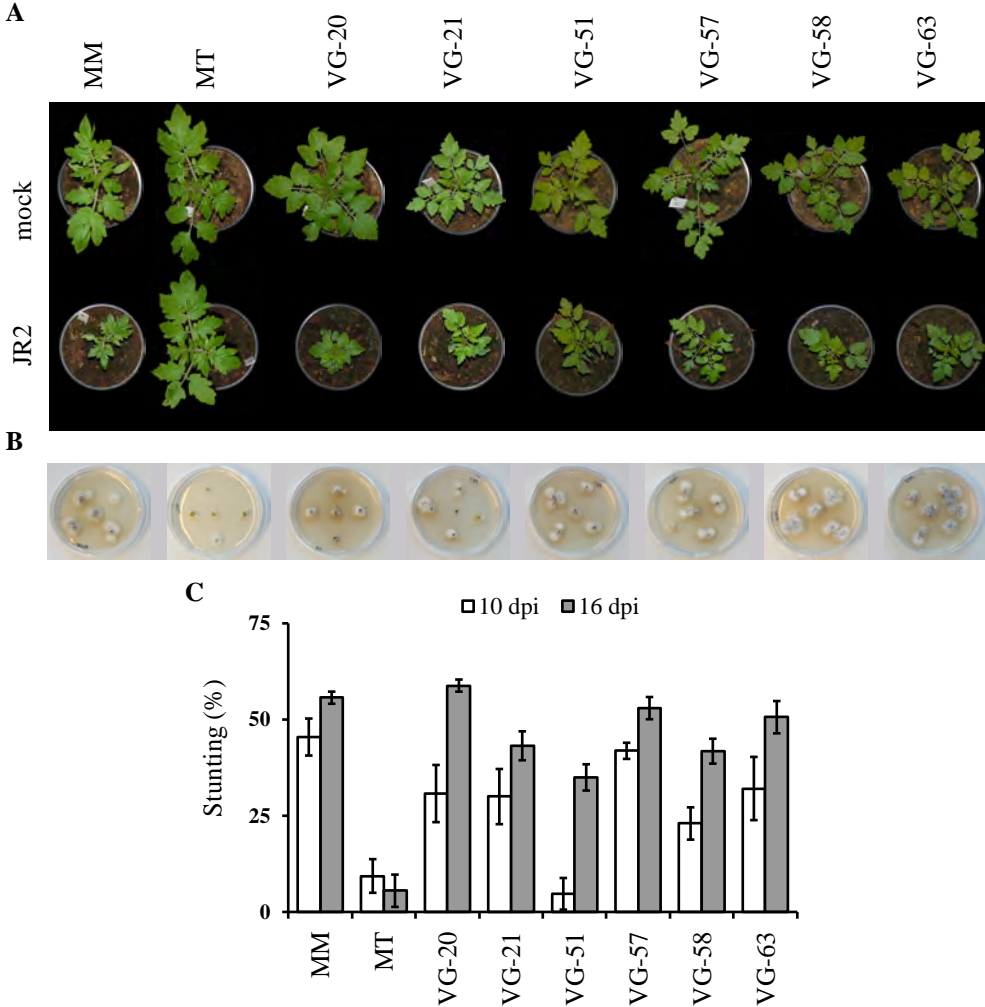 A
MM
MT
VG-20
VG-21
VG-51
VG-57
VG-58
VG-63
mock
JR2
B
C
10 dpi
16 dpi
75
50
25
0
Stunting (%)
MM
MT
VG-20
VG-21
VG-51
VG-57
VG-58
VG-63